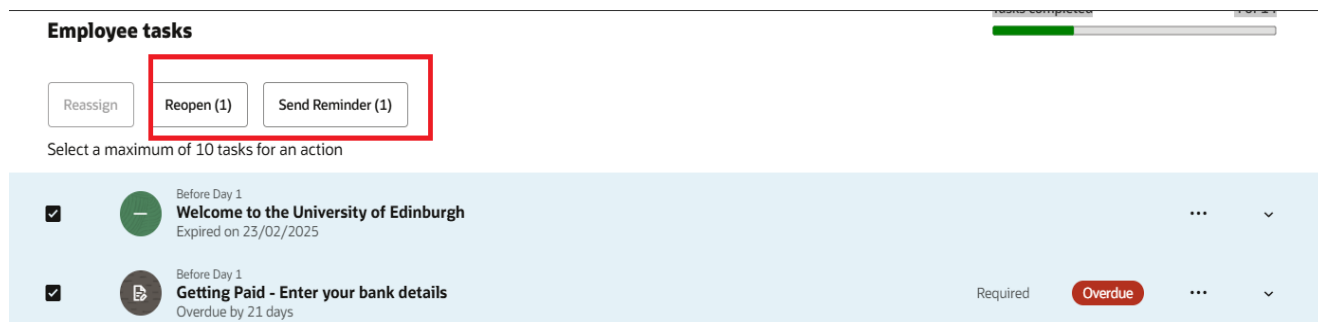 Employee tasks
Tasks completed
Reassign
Reopen (1)
Send Reminder (1)
Select a maximum of 10 tasks for an action
Before Day 1
Welcome to the University of Edinburgh
Expired on 23/02/2025
Before Day 1
Getting Paid - Enter your bank details
Overdue by 21 days
Required
Overdue